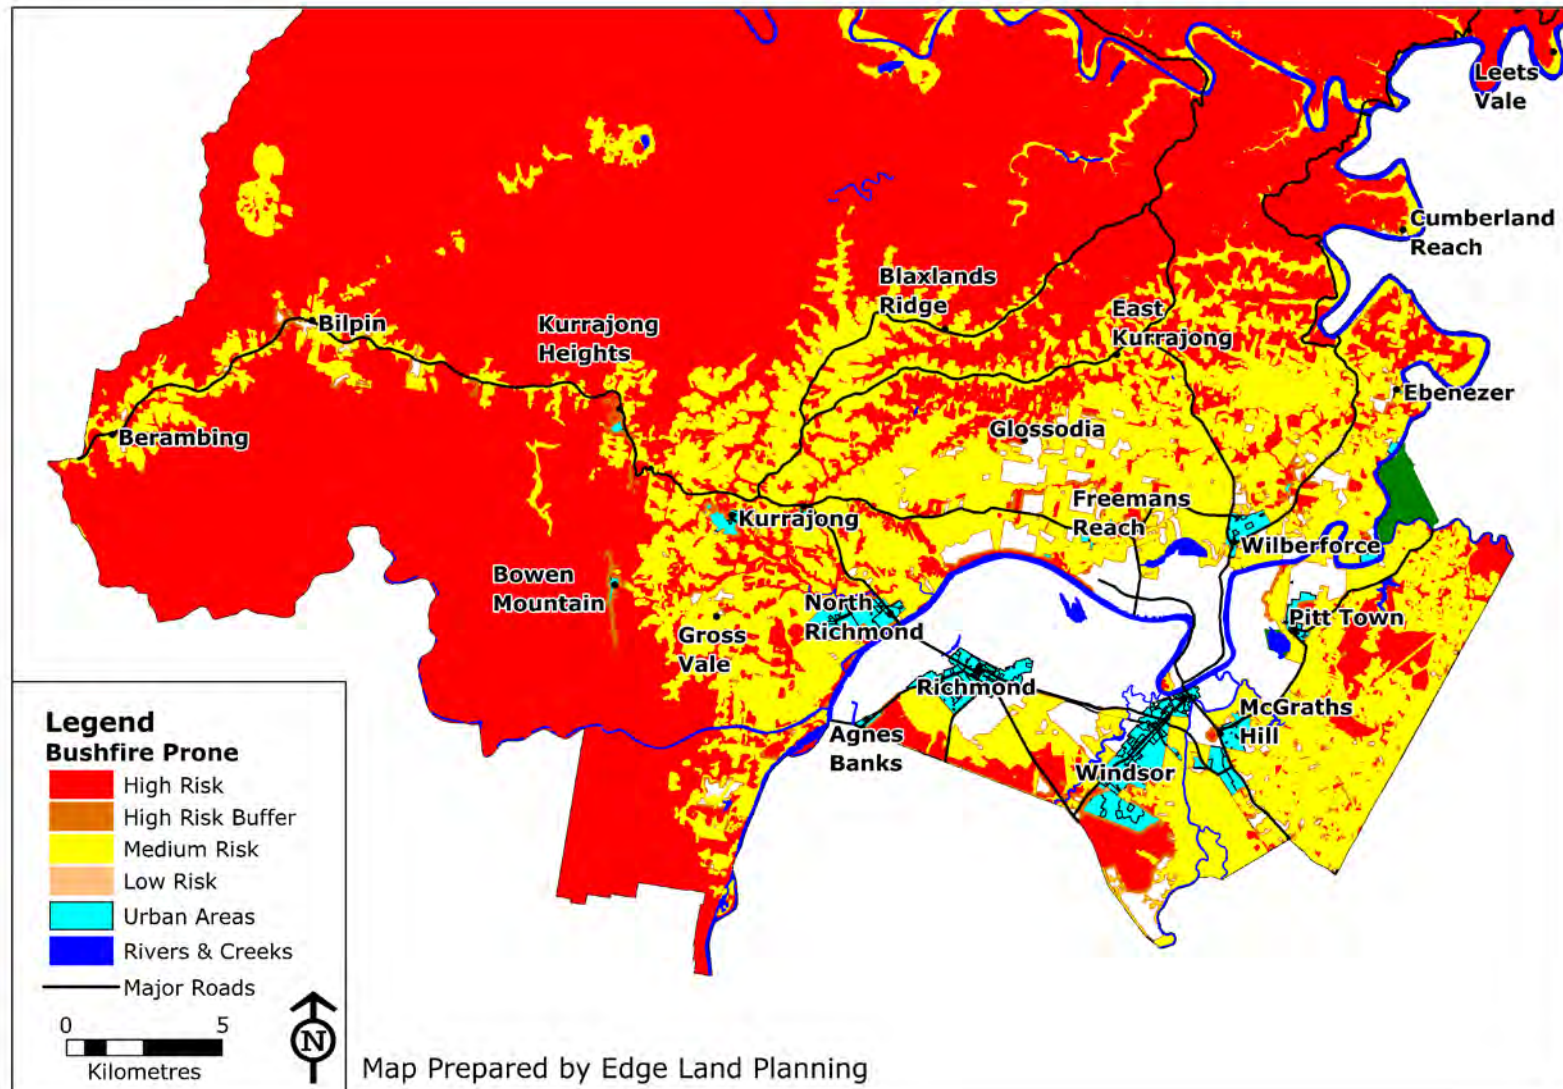 Leets
Vale
Cumberland
Reach
Blaxlands
Ridge
East
Kurrajong
Bilpin
Kurrajong
Heights
Ebenezer
Berambing
Glossodia
Freemans
Reach
Kurrajong
Wilberforce
Bowen
Mountain
North
Richmond
Pitt Town
Gross
Vale
Richmond
McGraths
Hill
Agnes
Banks
Windsor
Legend
Bushfire Prone
High Risk
High Risk Buffer
Medium Risk
Low Risk
Urban Areas
Rivers & Creeks
Major Roads
0 5
Kilometres
N
Map Prepared by Edge Land Planning